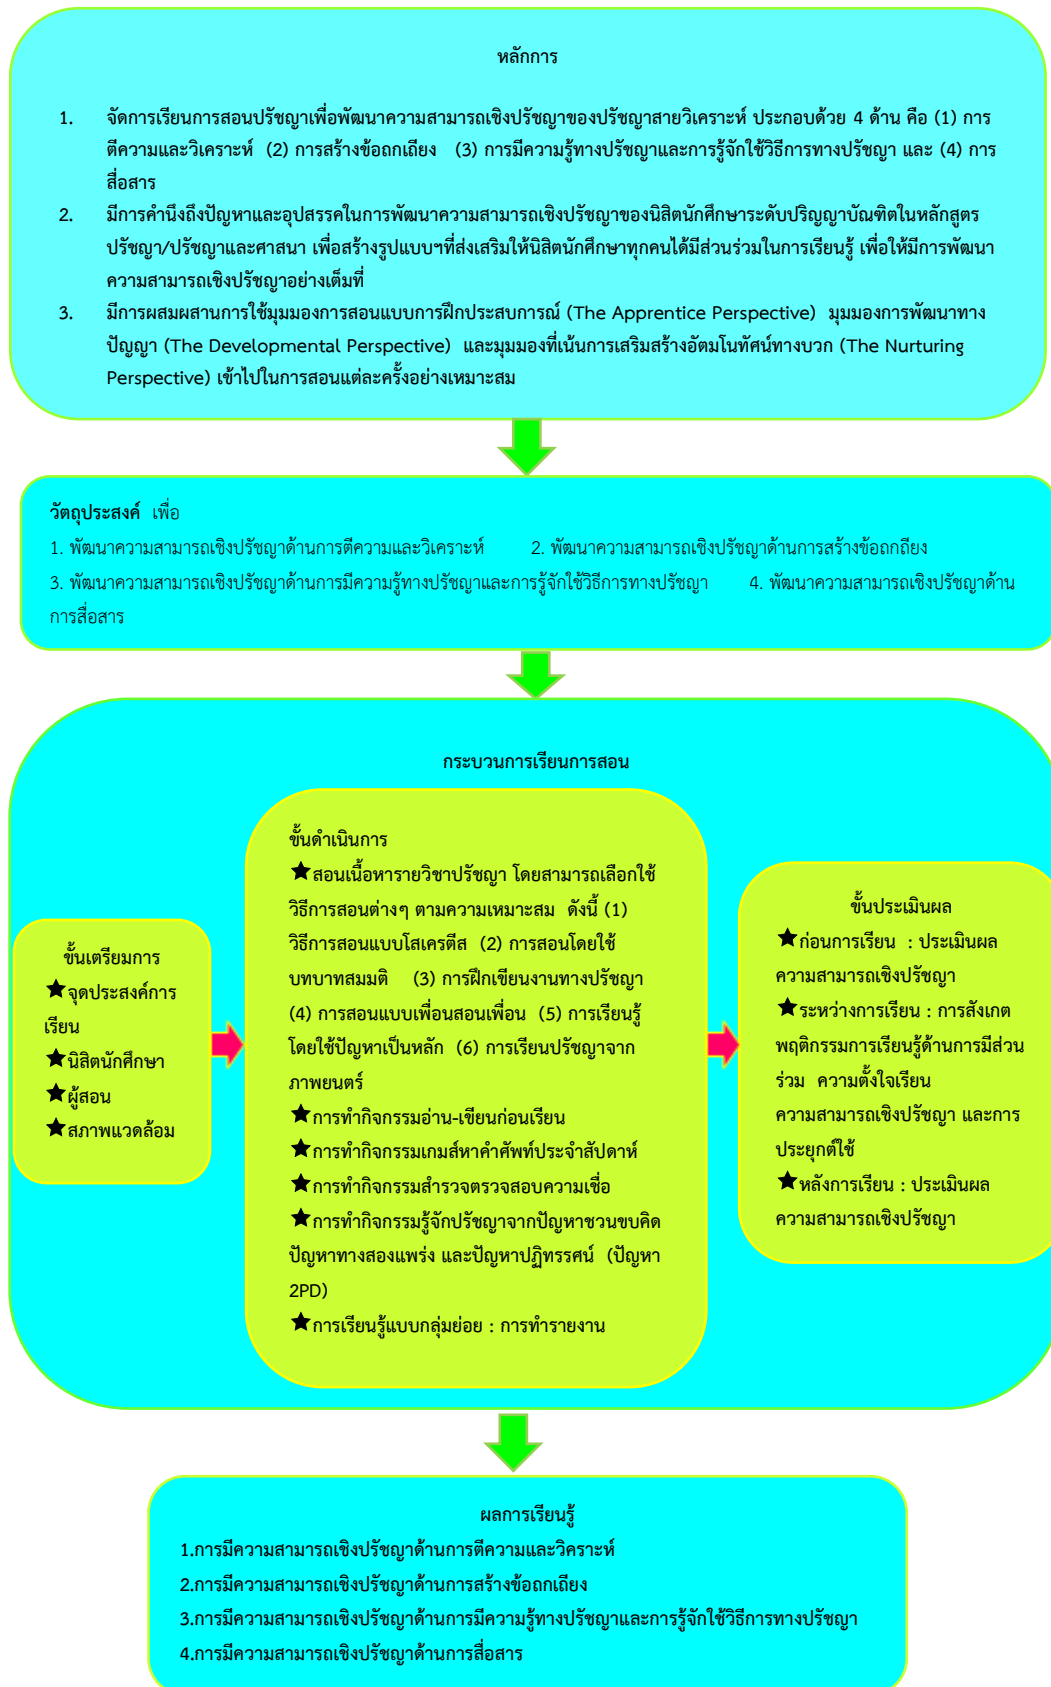 หลักการ
1. จัดการเรียนการสอนปรัชญาเพื่อพัฒนาความสามารถเชิงปรัชญาของปรัชญาสายวิเคราะห์ ประกอบด้วย 4 ด้าน คือ (1) การ
ตีความและวิเคราะห์ (2) การสร้างข้อถกเถียง (3) การมีความรู้ทางปรัชญาและการรู้จักใช้วิธีการทางปรัชญา และ (4) การ
สื่อสาร
2. มีการคำนึงถึงปัญหาและอุปสรรคในการพัฒนาความสามารถเชิงปรัชญาของนิสิตนักศึกษาระดับปริญญาบัณฑิตในหลักสูตร
ปรัชญา/ปรัชญาและศาสนา เพื่อสร้างรูปแบบฯที่ส่งเสริมให้นิสิตนักศึกษาทุกคนได้มีส่วนร่วมในการเรียนรู้ เพื่อให้มีการพัฒนา
ความสามารถเชิงปรัชญาอย่างเต็มที่
3. มีการผสมผสานการใช้มุมมองการสอนแบบการฝึกประสบการณ์ (The Apprentice Perspective) มุมมองการพัฒนาทาง
ปัญญา (The Developmental Perspective) และมุมมองที่เน้นการเสริมสร้างอัตมโนทัศน์ทางบวก (The Nurturing
Perspective) เข้าไปในการสอนแต่ละครั้งอย่างเหมาะสม
วัตถุประสงค์ เพื่อ
1. พัฒนาความสามารถเชิงปรัชญาด้านการตีความและวิเคราะห์ 2. พัฒนาความสามารถเชิงปรัชญาด้านการสร้างข้อถกถียง
3. พัฒนาความสามารถเชิงปรัชญาด้านการมีความรู้ทางปรัชญาและการรู้จักใช้วิธีการทางปรัชญา 4. พัฒนาความสามารถเชิงปรัชญาด้าน
การสื่อสาร
กระบวนการเรียนการสอน
ขั้นเตรียมการ
★จุดประสงค์การ
เรียน
★นิสิตนักศึกษา
★ผู้สอน
★สภาพแวดล้อม
ขั้นดำเนินการ
★สอนเนื้อหารายวิชาปรัชญา โดยสามารถเลือกใช้
วิธีการสอนต่างๆ ตามความเหมาะสม ดังนี้ (1)
วิธีการสอนแบบโสเครตีส (2) การสอนโดยใช้
บทบาทสมมติ (3) การฝึกเขียนงานทางปรัชญา
(4) การสอนแบบเพื่อนสอนเพื่อน (5) การเรียนรู้
โดยใช้ปัญหาเป็นหลัก (6) การเรียนปรัชญาจาก
ภาพยนตร์
★การทำกิจกรรมอ่าน-เขียนก่อนเรียน
★การทำกิจกรรมเกมส์หาคำศัพท์ประจำสัปดาห์
★การทำกิจกรรมสำรวจตรวจสอบความเชื่อ
★การทำกิจกรรมรู้จักปรัชญาจากปัญหาชวนขบคิด
ปัญหาทางสองแพร่ง และปัญหาปฏิทรรศน์ (ปัญหา
2PD)
★การเรียนรู้แบบกลุ่มย่อย : การทำรายงาน
ขั้นประเมินผล
★ก่อนการเรียน : ประเมินผล
ความสามารถเชิงปรัชญา
★ระหว่างการเรียน : การสังเกต
พฤติกรรมการเรียนรู้ด้านการมีส่วน
ร่วม ความตั้งใจเรียน
ความสามารถเชิงปรัชญา และการ
ประยุกต์ใช้
★หลังการเรียน : ประเมินผล
ความสามารถเชิงปรัชญา
ผลการเรียนรู้
1.การมีความสามารถเชิงปรัชญาด้านการตีความและวิคราะห์
2.การมีความสามารถเชิงปรัชญาด้านการสร้างข้อถกเถียง
3.การมีความสามารถเชิงปรัชญาด้านการมีความรู้ทางปรัชญาและการรู้จักใช้วิธีการทางปรัชญา
4.การมีความสามารถเชิงปรัชญาด้านการสื่อสาร